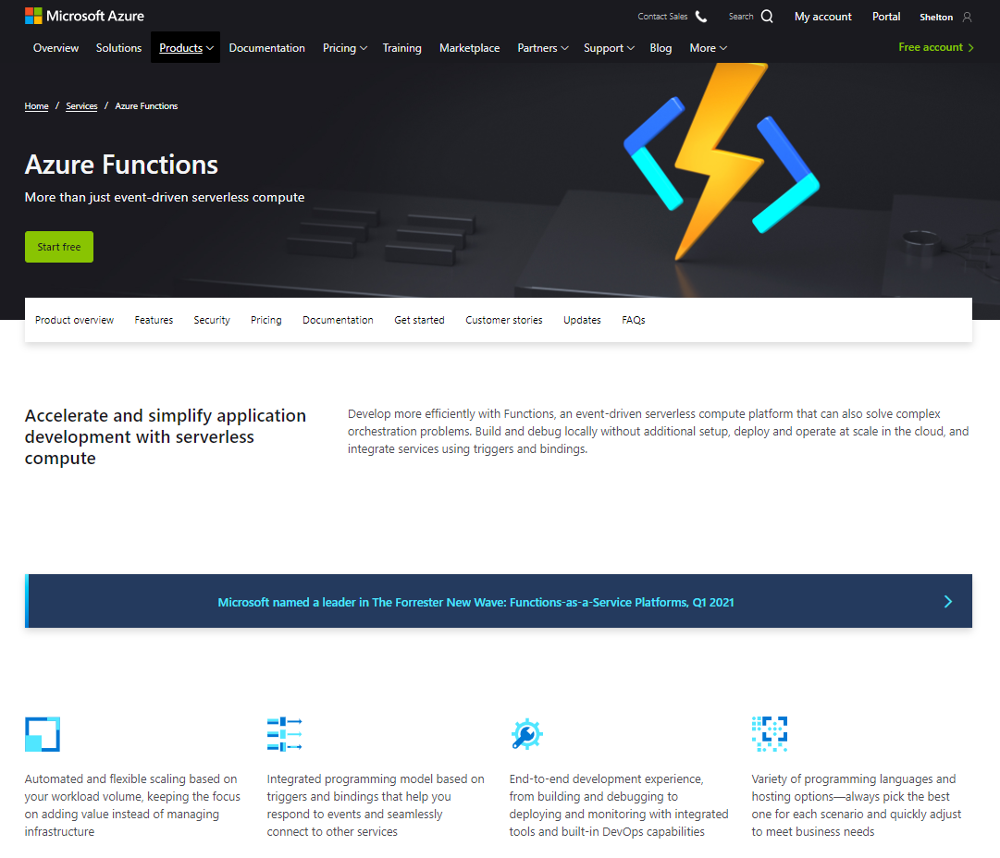 Microsoft Azure
Contact Sales Search My account Portal Shelton
Overview Solutions Products Documentation Pricing Training Marketplace Partners Support Blog More Free account
Home / Services / Azure Functions
Azure Functions
More than just event-driven serverless compute
Start free
Product overview Features Security Pricing Documentation Get started Customer stories Updates FAQs
Accelerate and simplify application
development with serverless
compute
Develop more efficiently with Functions, an event-driven serverless compute platform that can also solve complex
orchestration problems. Build and debug locally without additional setup, deploy and operate at scale in the cloud, and
integrate services using triggers and bindings.
Microsoft named a leader in The Forrester New Wave: Functions-as-a-Service Platforms, Q1 2021
Automated and flexible scaling based on
your workload volume, keeping the focus
on adding value instead of managing
infrastructure
Integrated programming model based on
triggers and bindings that help you
respond to events and seamlessly
connect to other services
End-to-end development experience,
from building and debugging to
deploying and monitoring with integrated
tools and built-in DevOps capabilities
Variety of programming languages and
hosting options—always pick the best
one for each scenario and quickly adjust
to meet business needs